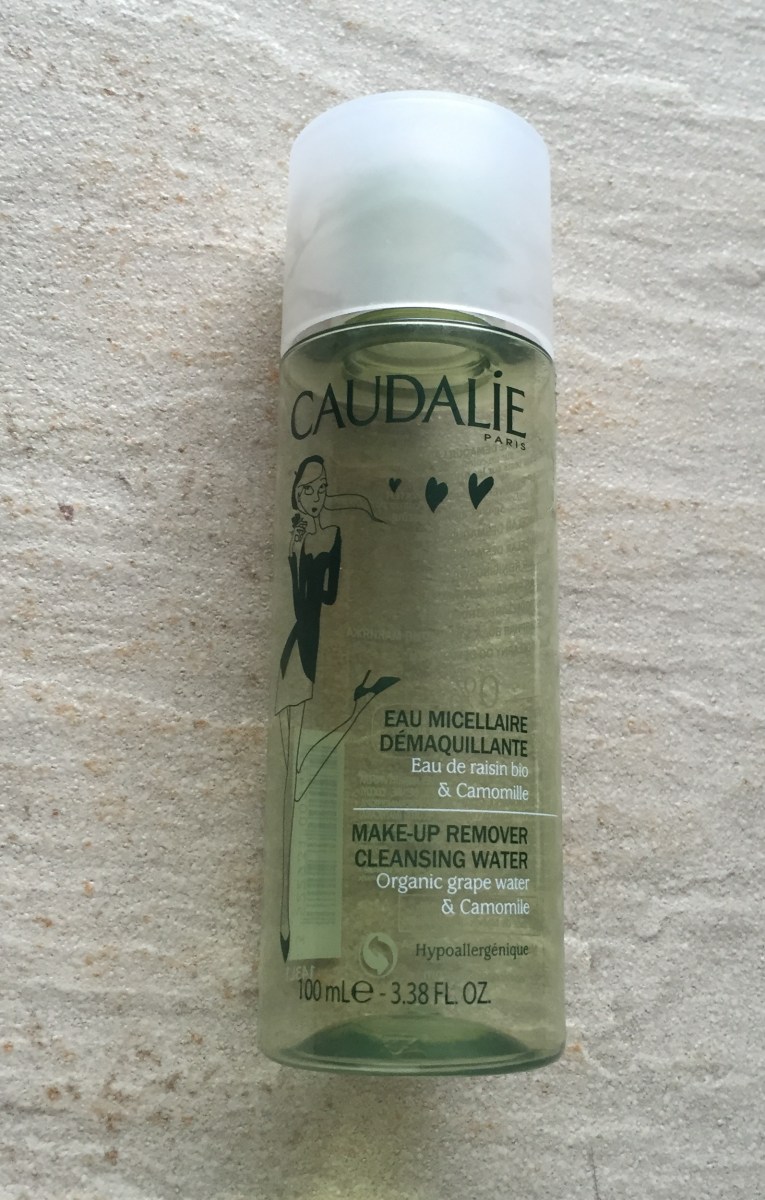 CAUDALiE
PARIS
EAU MICELLAIRE
DÉMAQUILLANTE
Eau de raisin bio
& Camomille
MAKE-UP REMOVER
CLEANSING WATER
Organic grape water
& Camomile
Hypoallergénique
100 mL℮ - 3.38 FL. OZ.